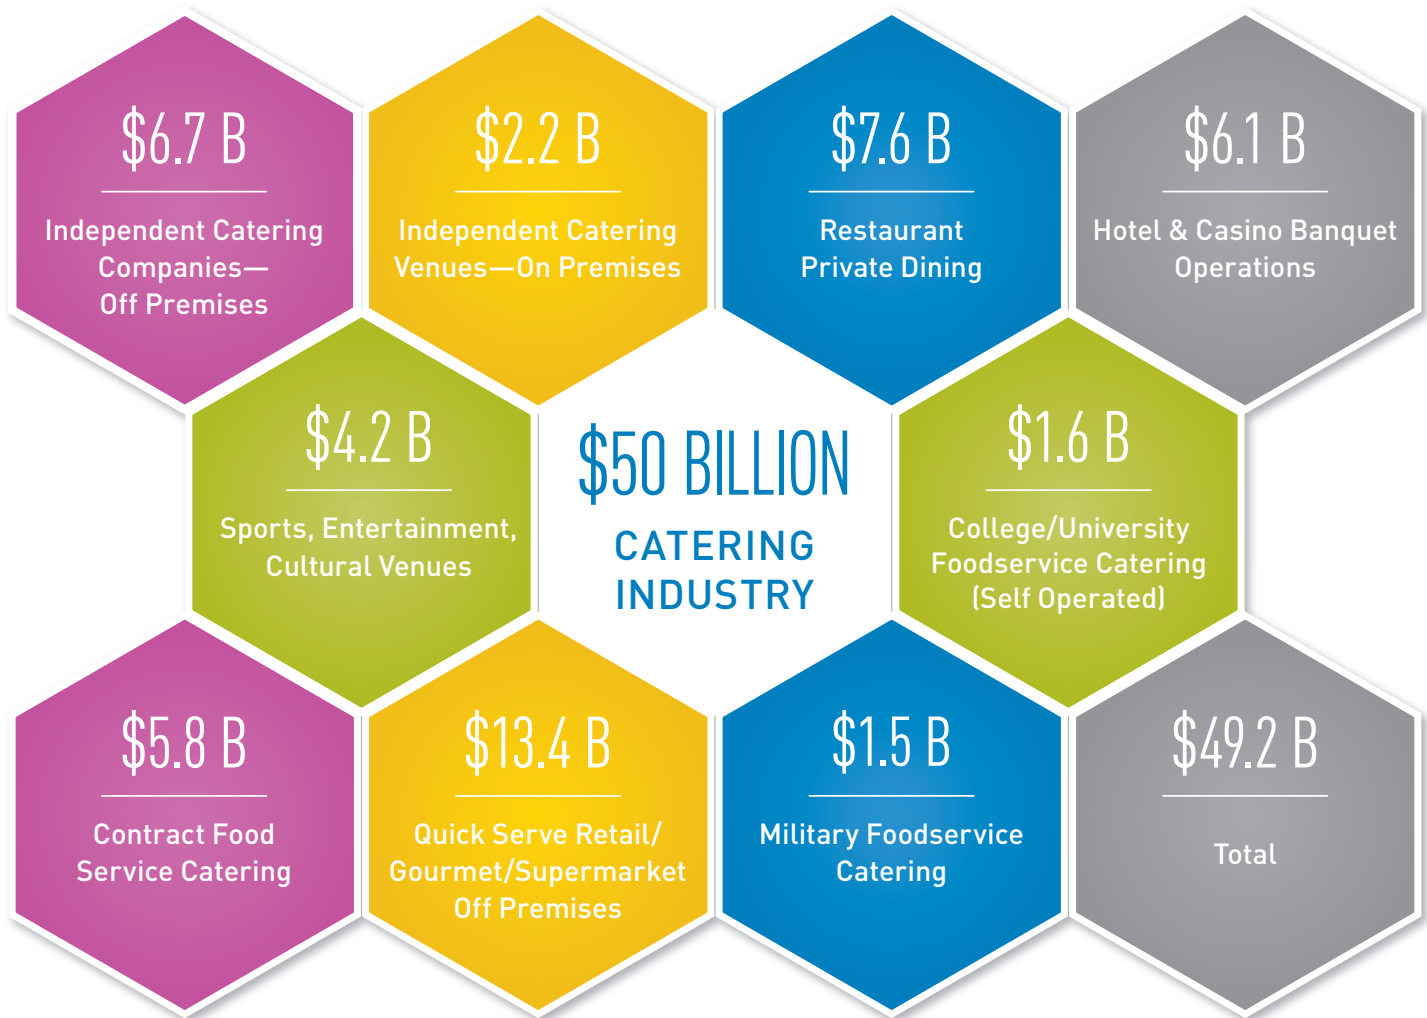 $6.7 B
Independent Catering
Companies—
Off Premises
$2.2 B
Independent Catering
Venues—On Premises
$7.6 B
Restaurant
Private Dining
$6.1 B
Hotel & Casino Banquet
Operations
$4.2 B
Sports, Entertainment,
Cultural Venues
$50 BILLION
CATERING
INDUSTRY
$1.6 B
College/University
Foodservice Catering
(Self Operated)
$5.8 B
Contract Food
Service Catering
$13.4 B
Quick Serve Retail/
Gourmet/Supermarket
Off Premises
$1.5 B
Military Foodservice
Catering
$49.2 B
Total